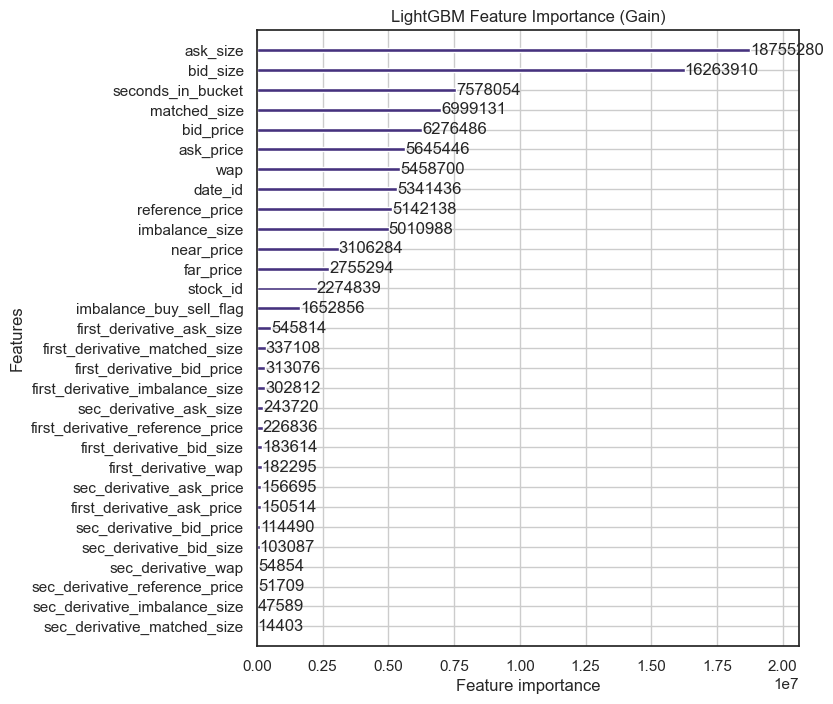 LightGBM Feature Importance (Gain)
Features
ask_size 18755280
bid_size 16263910
seconds_in_bucket 7578054
matched_size 6999131
bid_price 6276486
ask_price 5645446
wap 5458700
date_id 5341436
reference_price 5142138
imbalance_size 5010988
near_price 3106284
far_price 2755294
stock_id 2274839
imbalance_buy_sell_flag 1652856
first_derivative_ask_size 545814
first_derivative_matched_size 337108
first_derivative_bid_price 313076
first_derivative_imbalance_size 302812
sec_derivative_ask_size 243720
first_derivative_reference_price 226836
first_derivative_bid_size 183614
first_derivative_wap 182295
sec_derivative_ask_price 156695
first_derivative_ask_price 150514
sec_derivative_bid_price 114490
sec_derivative_bid_size 103087
sec_derivative_wap 54854
sec_derivative_reference_price 51709
sec_derivative_imbalance_size 47589
sec_derivative_matched_size 14403
0.00 0.25 0.50 0.75 1.00 1.25 1.50 1.75 2.00
1e7
Feature importance